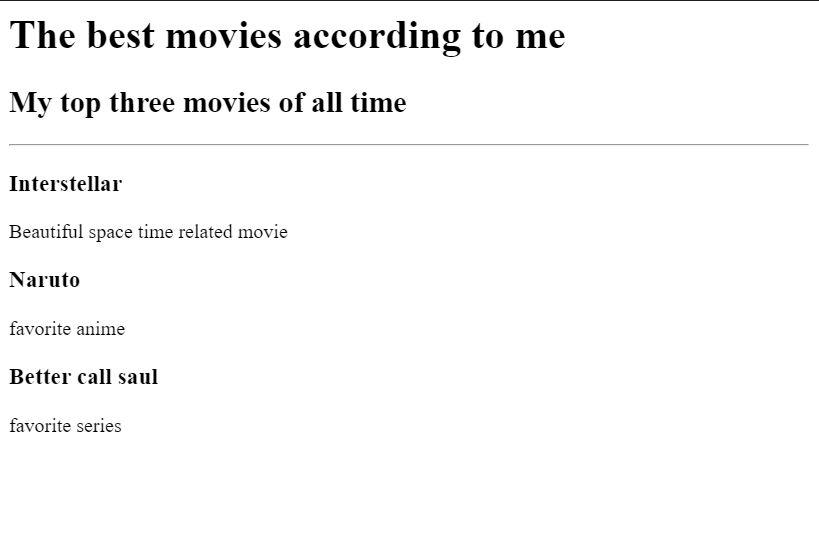 The best movies according to me
My top three movies of all time
Interstellar
Beautiful space time related movie
Naruto
favorite anime
Better call saul
favorite series